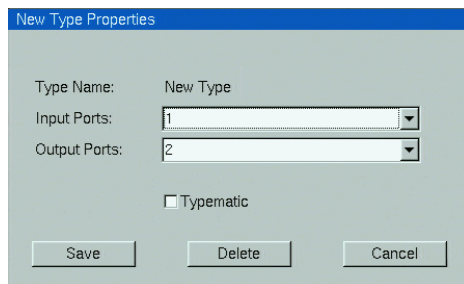 New Type Properties
Type Name: New Type
Input Ports: 1
Output Ports: 2
Typematic
Save Delete Cancel